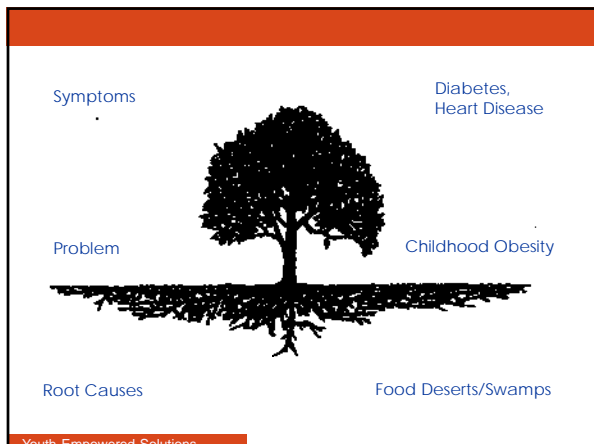 Symptoms
Diabetes,
Heart Disease
Problem
Childhood Obesity
Root Causes
Food Deserts/Swamps
Youth Empowered Solutions